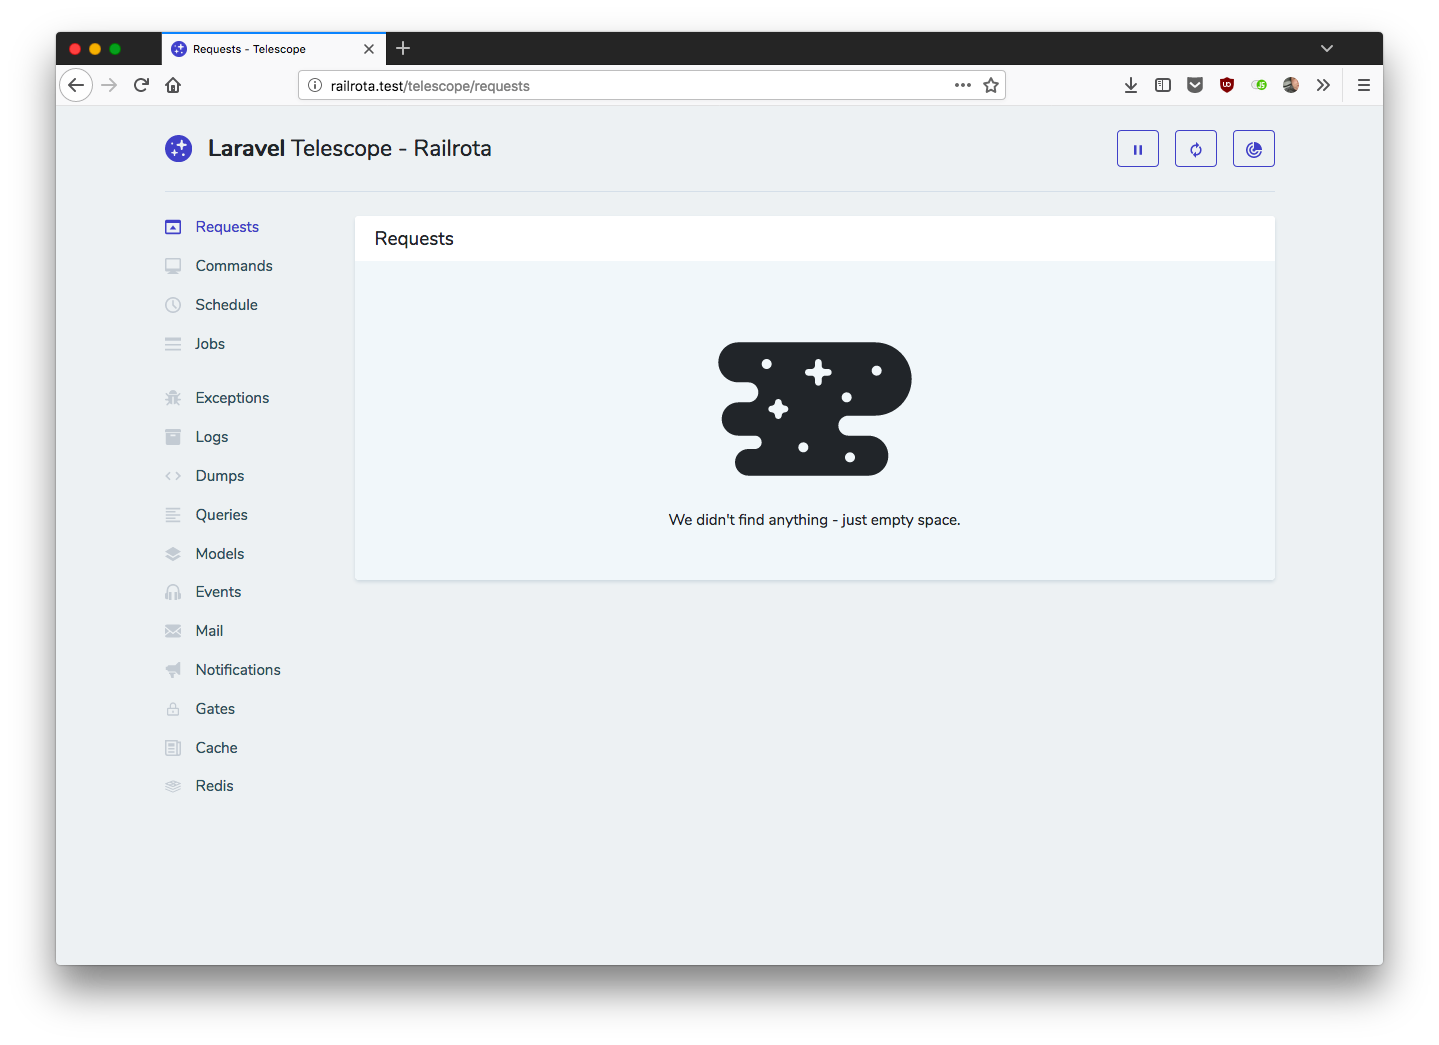 Requests - Telescope
railrota.test/telescope/requests
Laravel Telescope - Railrota
Requests
Commands
Schedule
Jobs
Exceptions
Logs
Dumps
Queries
Models
Events
Mail
Notifications
Gates
Cache
Redis
Requests
We didn't find anything - just empty space.